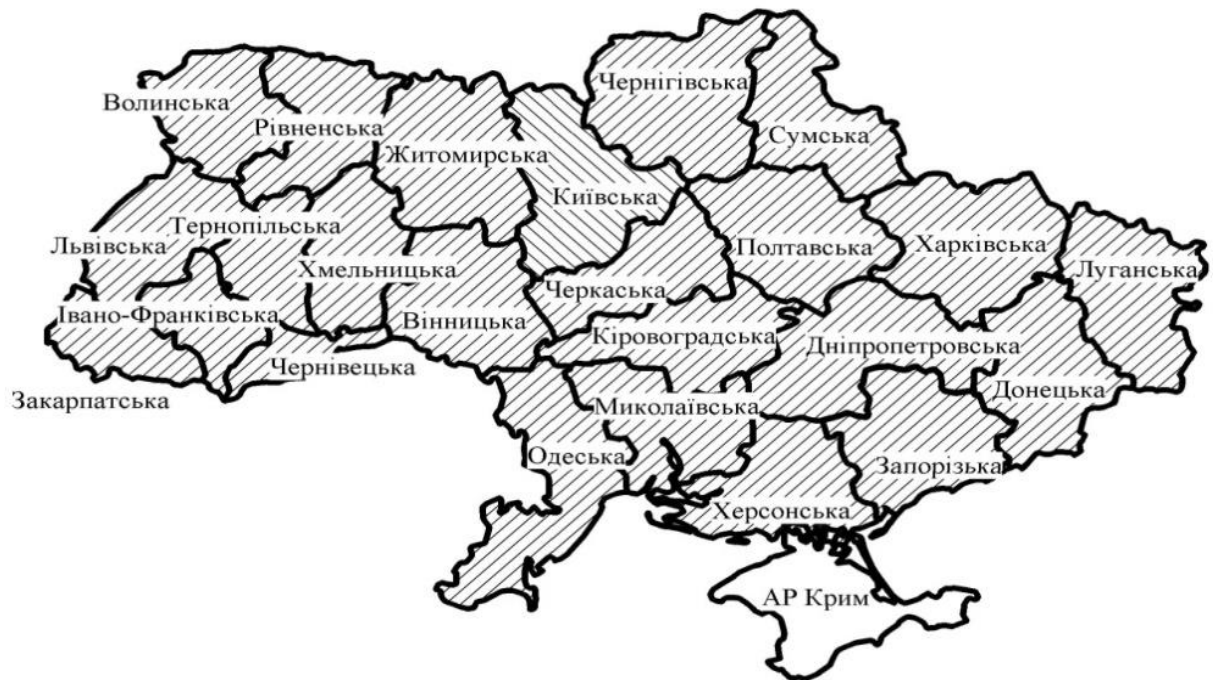 Чернігівська
Волинська
Рівненська
Сумська
Житомирська
Київська
Тернопільська
Львівська
Полтавська
Харківська
Хмельницька
Луганська
Черкаська
Івано-Франківська
Вінницька
Кіровоградська
Дніпропетровська
Чернівецька
Донецька
Закарпатська
Миколаївська
Одеська
Запорізька
Херсонська
АР Крим